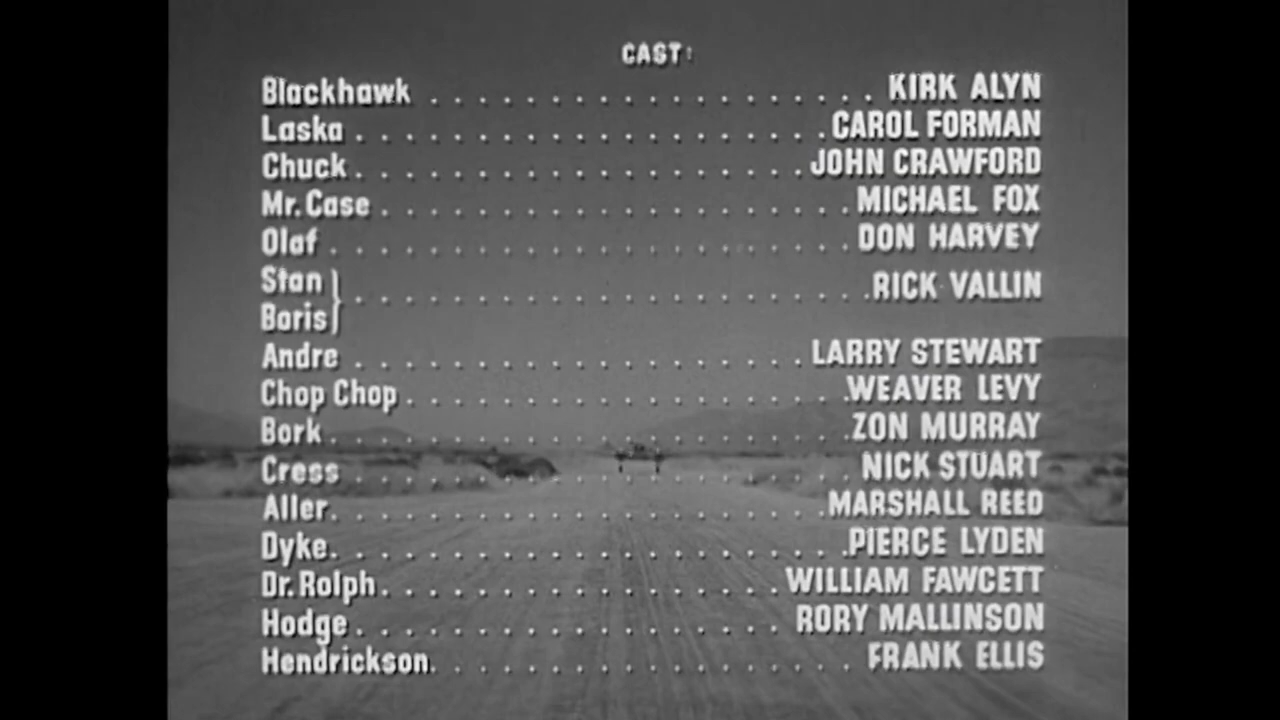 CAST:
Blackhawk . . . . . . . . . . . . . . . . . . KIRK ALYN
Laska . . . . . . . . . . . . . . . . . . . CAROL FORMAN
Chuck . . . . . . . . . . . . . . . . . . JOHN CRAWFORD
Mr. Case . . . . . . . . . . . . . . . . . . . MICHAEL FOX
Olaf . . . . . . . . . . . . . . . . . . . . . DON HARVEY
Stan
Boris } . . . . . . . . . . . . . . . . . . . . . RICK VALLIN
Andre . . . . . . . . . . . . . . . . . . LARRY STEWART
Chop Chop . . . . . . . . . . . . . . . . . . WEAVER LEVY
Bork . . . . . . . . . . . . . . . . . . . . . ZON MURRAY
Cress . . . . . . . . . . . . . . . . . . . . NICK STUART
Aller . . . . . . . . . . . . . . . . . . . . MARSHALL REED
Dyke . . . . . . . . . . . . . . . . . . . . . PIERCE LYDEN
Dr. Rolph . . . . . . . . . . . . . . . . WILLIAM FAWCETT
Hodge . . . . . . . . . . . . . . . . . . RORY MALLINSON
Hendrickson . . . . . . . . . . . . . . . . . FRANK ELLIS